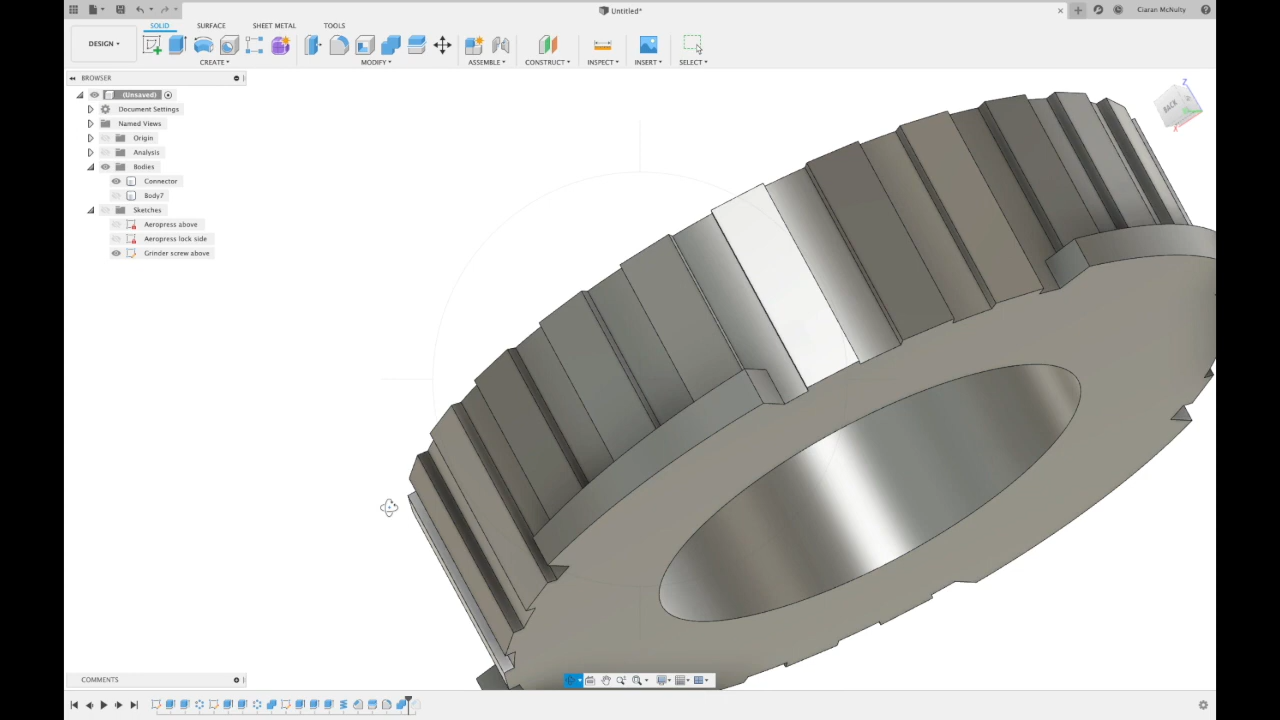 Untitled*
Ciaran McNulty
SOLID SURFACE SHEET METAL TOOLS
DESIGN
CREATE MODIFY ASSEMBLE CONSTRUCT INSPECT INSERT SELECT
BROWSER
(Unsaved)
Document Settings
Named Views
Origin
Analysis
Bodies
Connector
Body7
Sketches
Aeropress above
Aeropress lock side
Grinder screw above
Z
BACK
X
COMMENTS